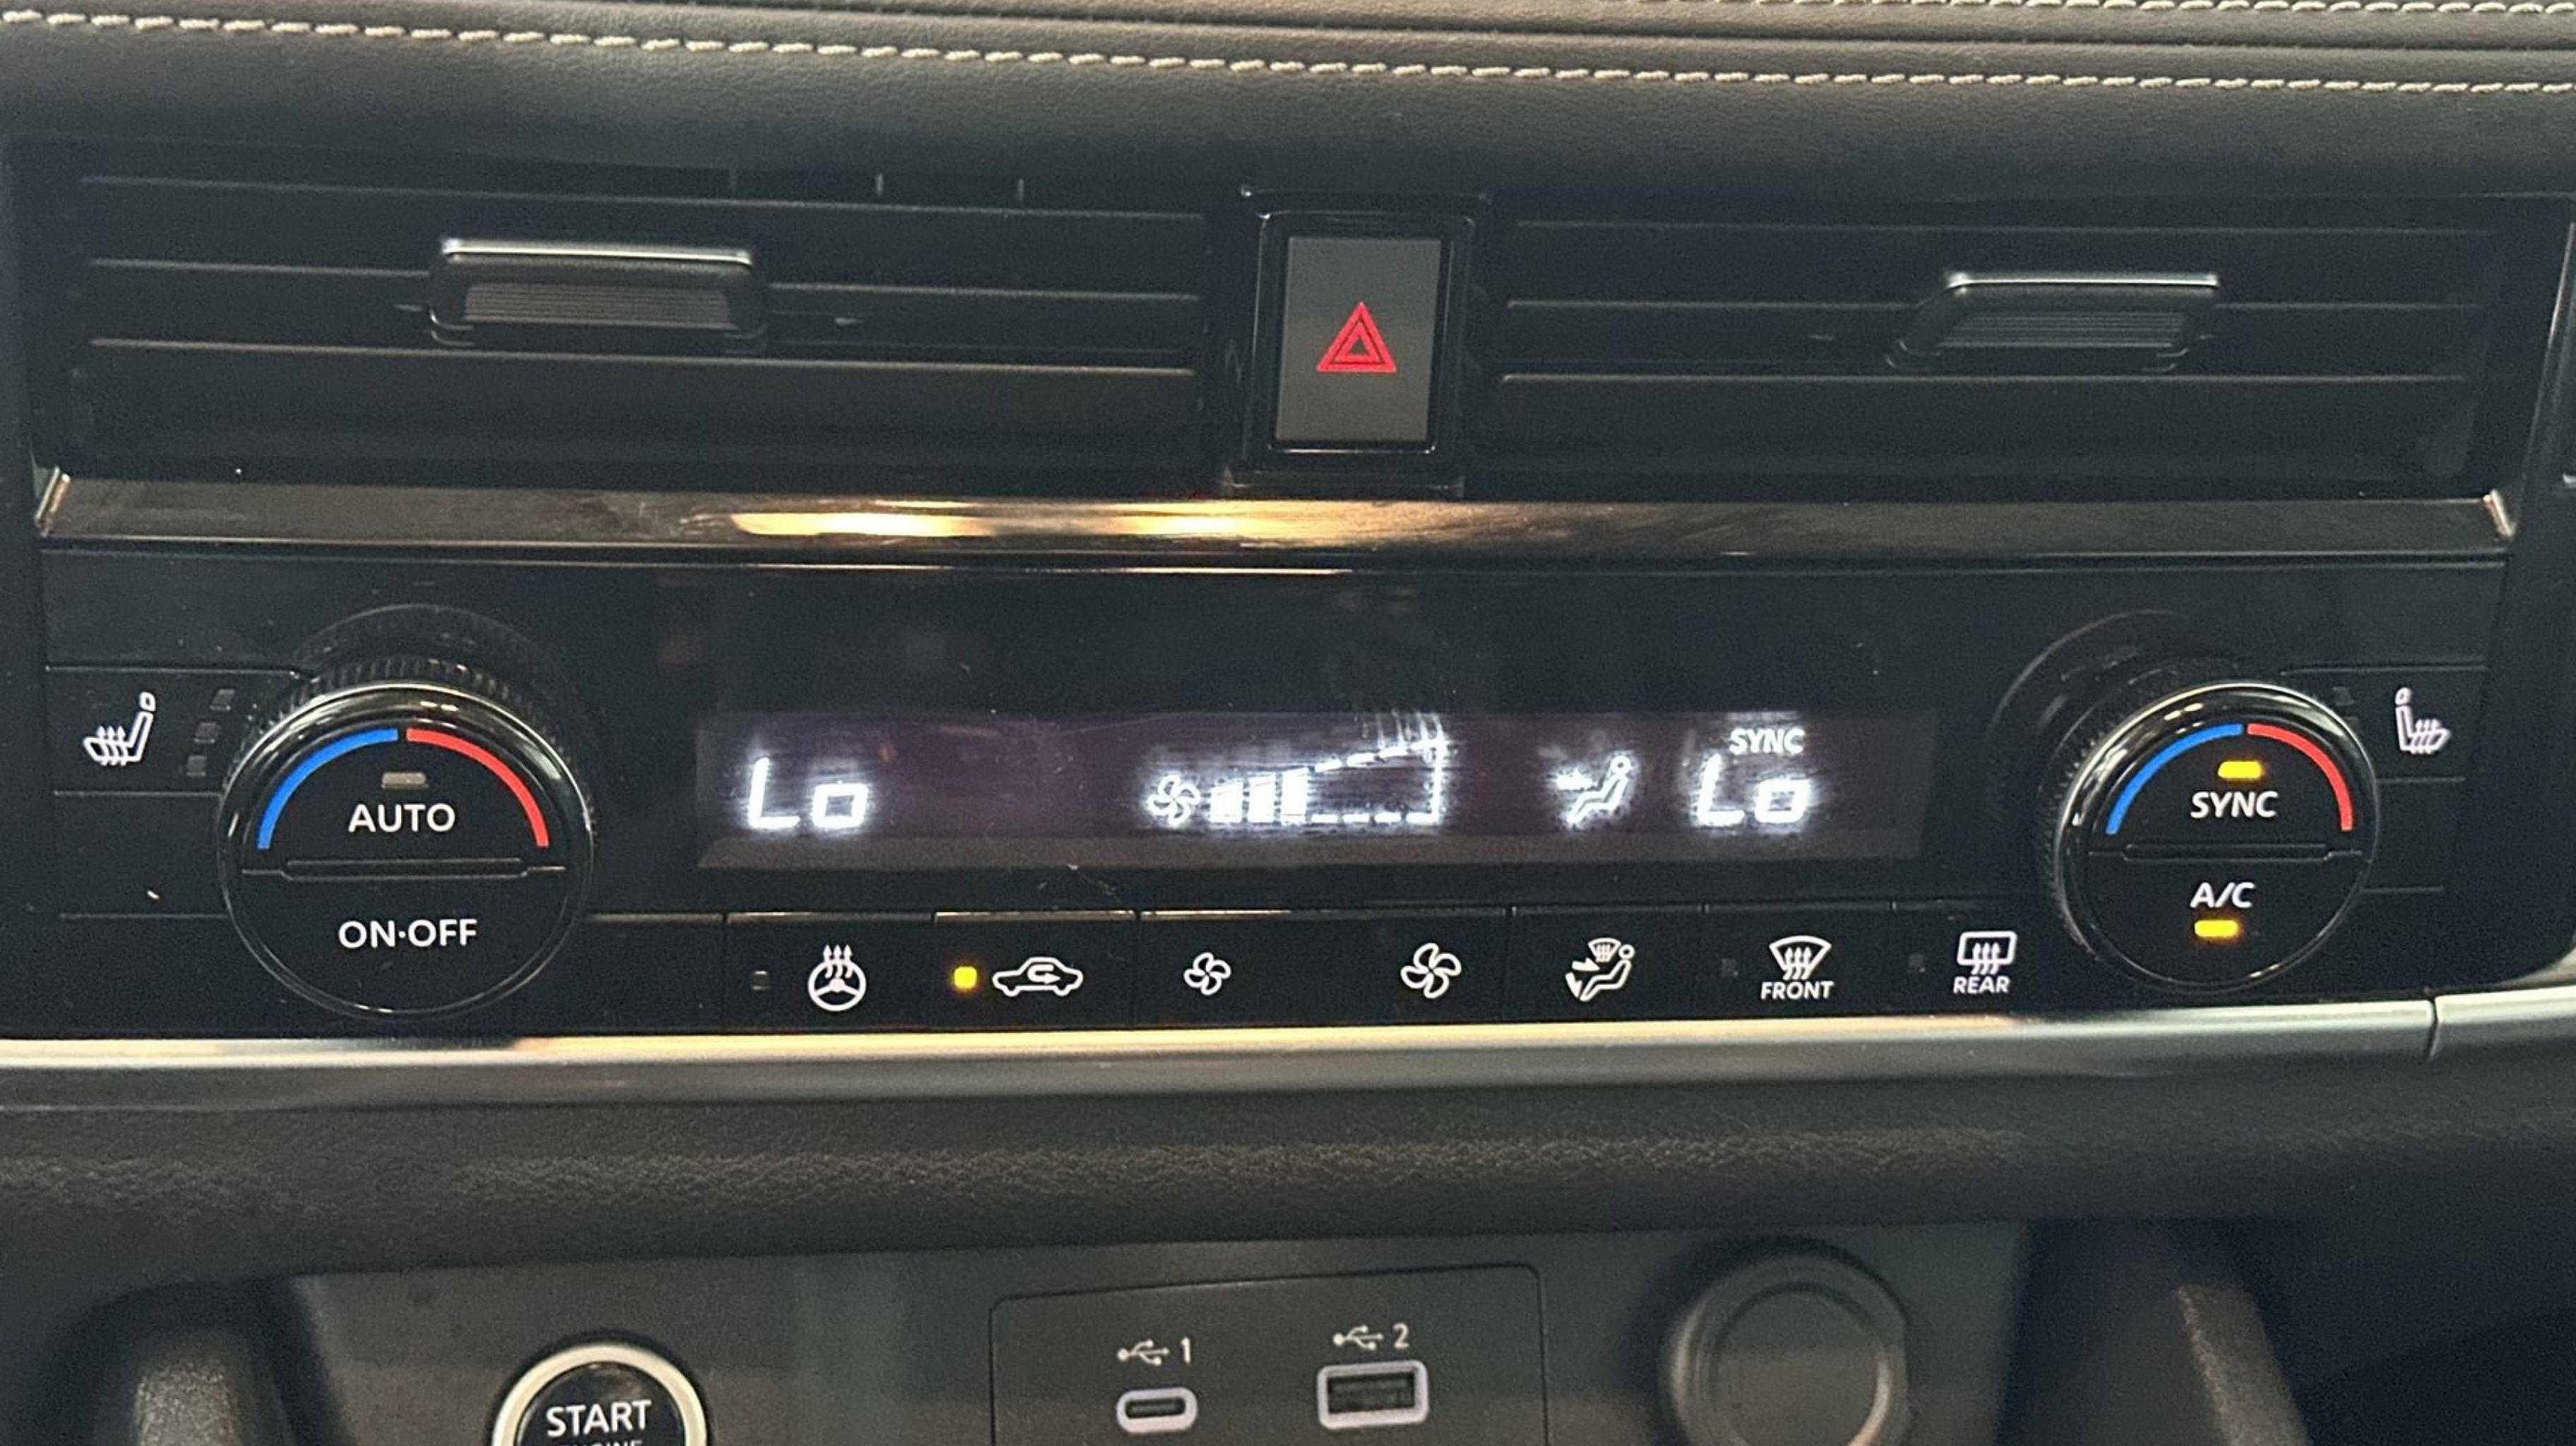 SYNC
Lo
Lo
AUTO
SYNC
ON·OFF
A/C
FRONT
REAR
1
2
START